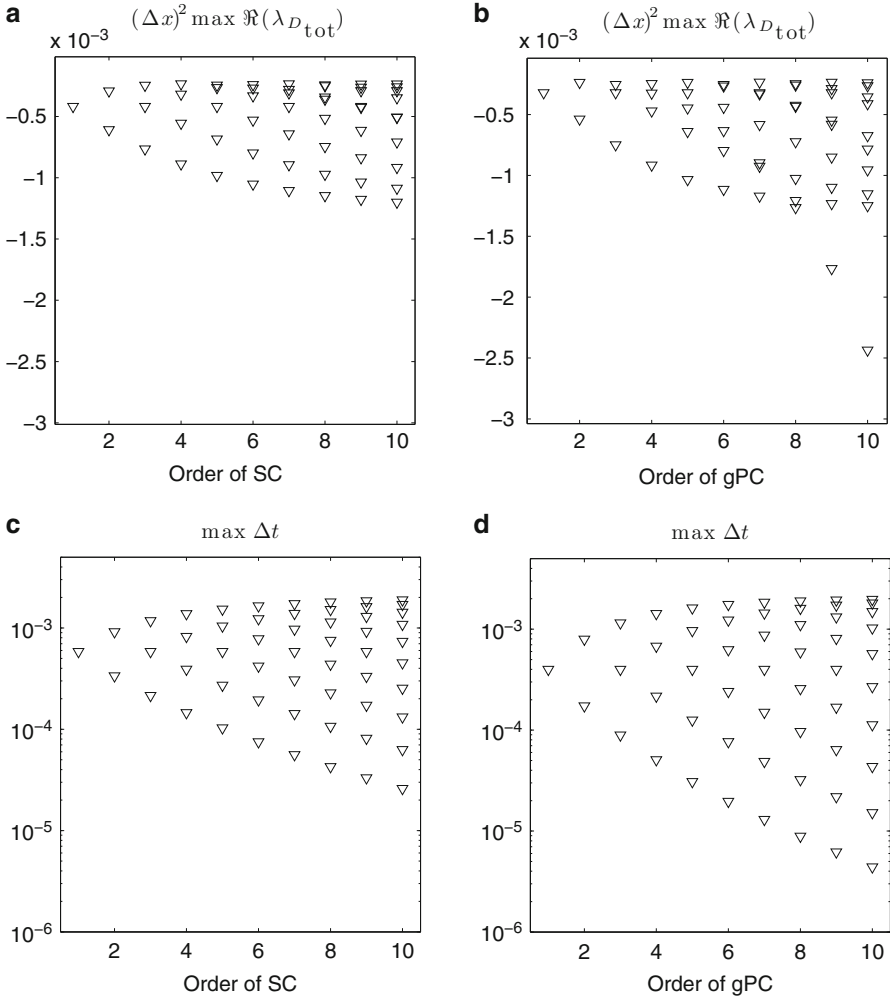 a
(Δx)² max ℜ(λ_D_tot)
x 10⁻³
−0.5
−1
−1.5
−2
−2.5
−3
2 4 6 8 10
Order of SC
b
(Δx)² max ℜ(λ_D_tot)
x 10⁻³
−0.5
−1
−1.5
−2
−2.5
−3
2 4 6 8 10
Order of gPC
c
max Δt
10⁻³
10⁻⁴
10⁻⁵
10⁻⁶
2 4 6 8 10
Order of SC
d
max Δt
10⁻³
10⁻⁴
10⁻⁵
10⁻⁶
2 4 6 8 10
Order of gPC